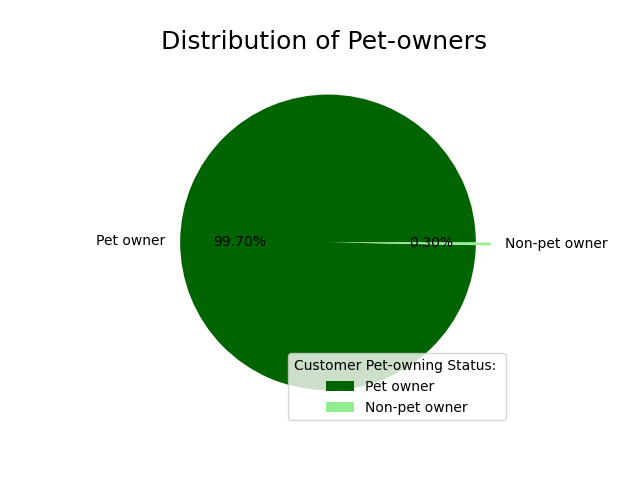 Distribution of Pet-owners
Pet owner
99.70%
0.30%
Non-pet owner
Customer Pet-owning Status:
Pet owner
Non-pet owner